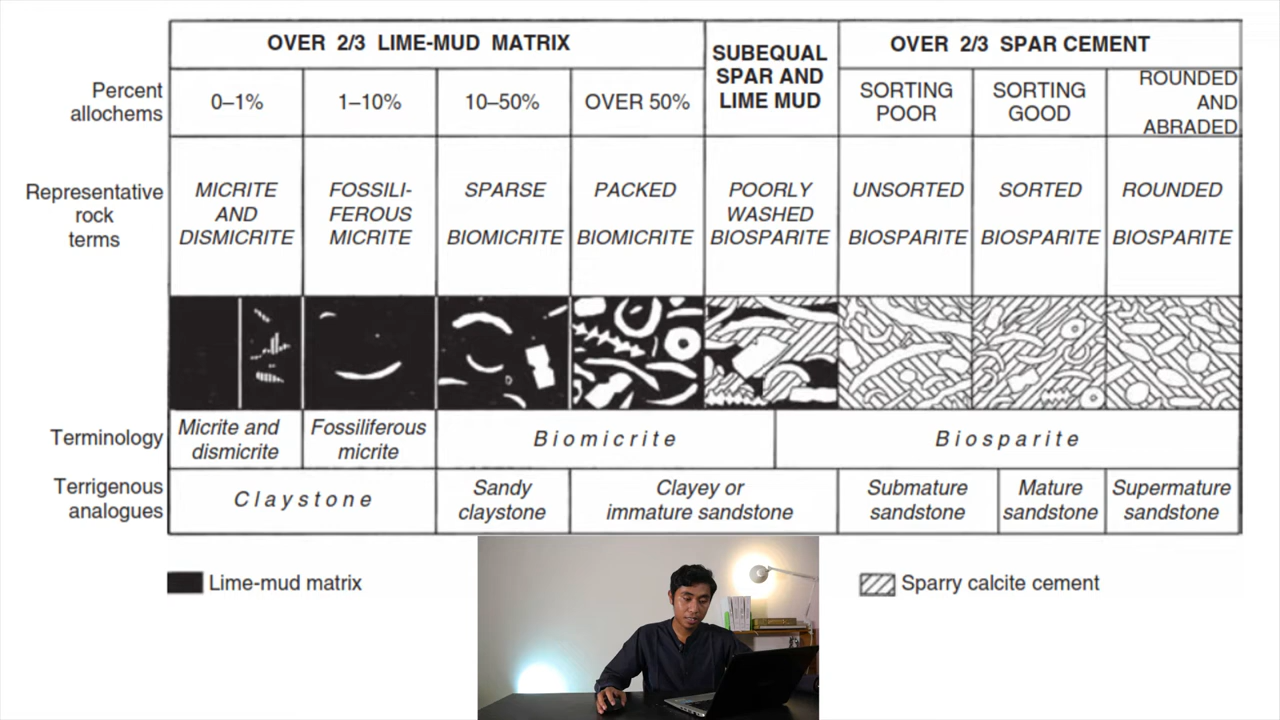 OVER 2/3 LIME-MUD MATRIX
SUBEQUAL
SPAR AND
LIME MUD
OVER 2/3 SPAR CEMENT
Percent
allochems
0–1%
1–10%
10–50%
OVER 50%
SORTING
POOR
SORTING
GOOD
ROUNDED
AND
ABRADED
Representative
rock
terms
MICRITE
AND
DISMICRITE
FOSSILI-
FEROUS
MICRITE
SPARSE
BIOMICRITE
PACKED
BIOMICRITE
POORLY
WASHED
BIOSPARITE
UNSORTED
BIOSPARITE
SORTED
BIOSPARITE
ROUNDED
BIOSPARITE
Terminology
Micrite and
dismicrite
Fossiliferous
micrite
Biomicrite
Biosparite
Terrigenous
analogues
Claystone
Sandy
claystone
Clayey or
immature sandstone
Submature
sandstone
Mature
sandstone
Supermature
sandstone
Lime-mud matrix
Sparry calcite cement